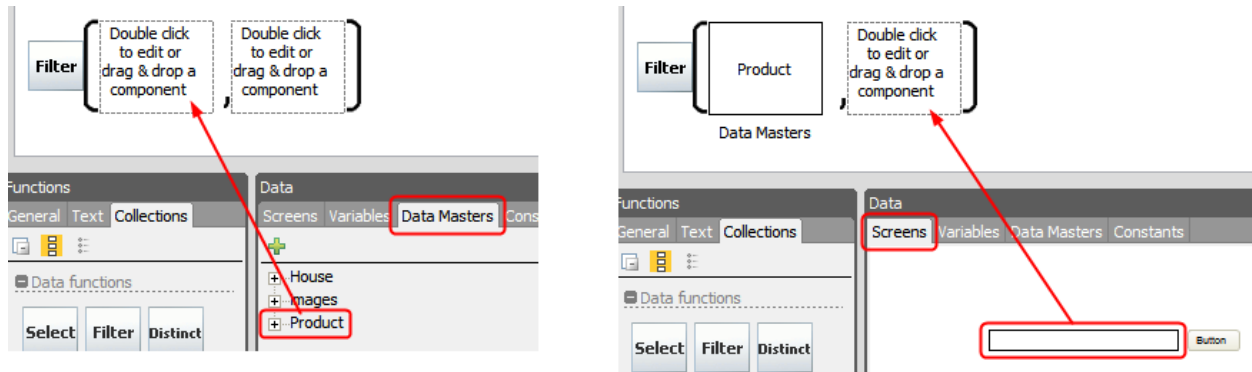 Filter
Double click
to edit or
drag & drop a
component
,
Double click
to edit or
drag & drop a
component
Functions
General Text Collections
Data functions
Select Filter Distinct
Data
Screens Variables Data Masters Cons
House
Images
Product
Filter
Product
Data Masters
,
Double click
to edit or
drag & drop a
component
Functions
General Text Collections
Data functions
Select Filter Distinct
Data
Screens Variables Data Masters Constants
Button